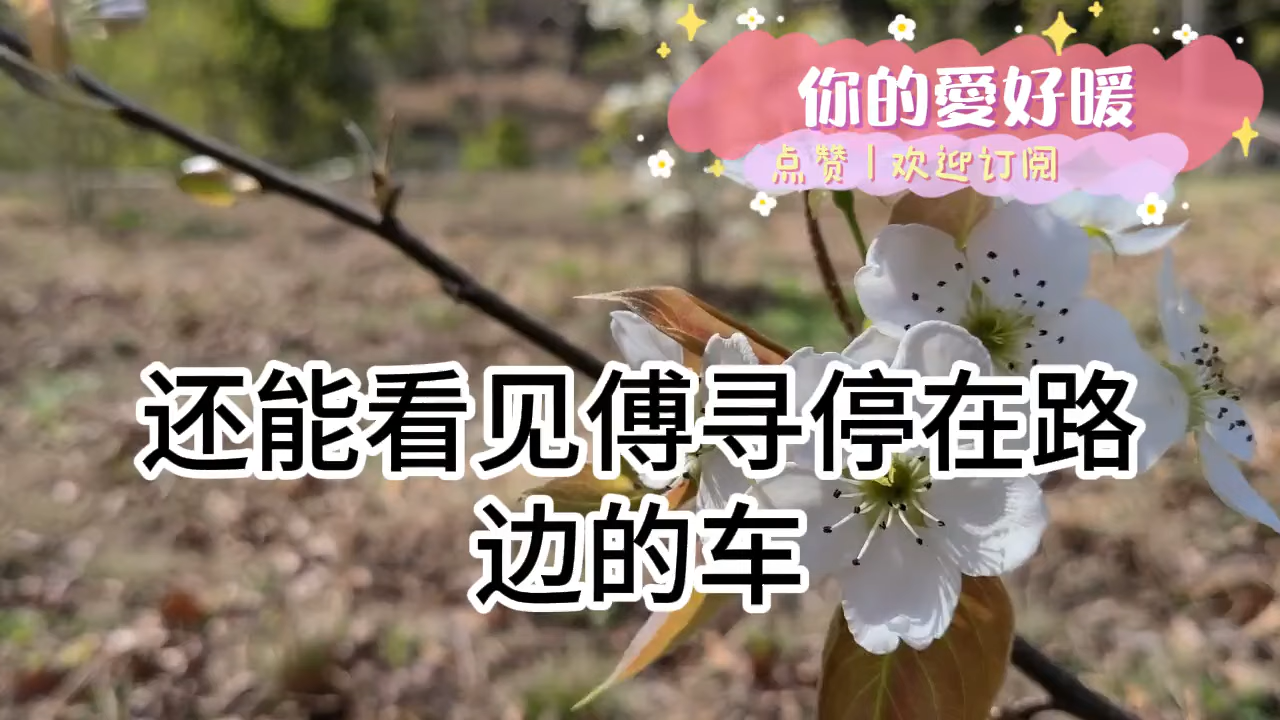 你的愛好暖
点赞 | 欢迎订阅
还能看见傅寻停在路
边的车